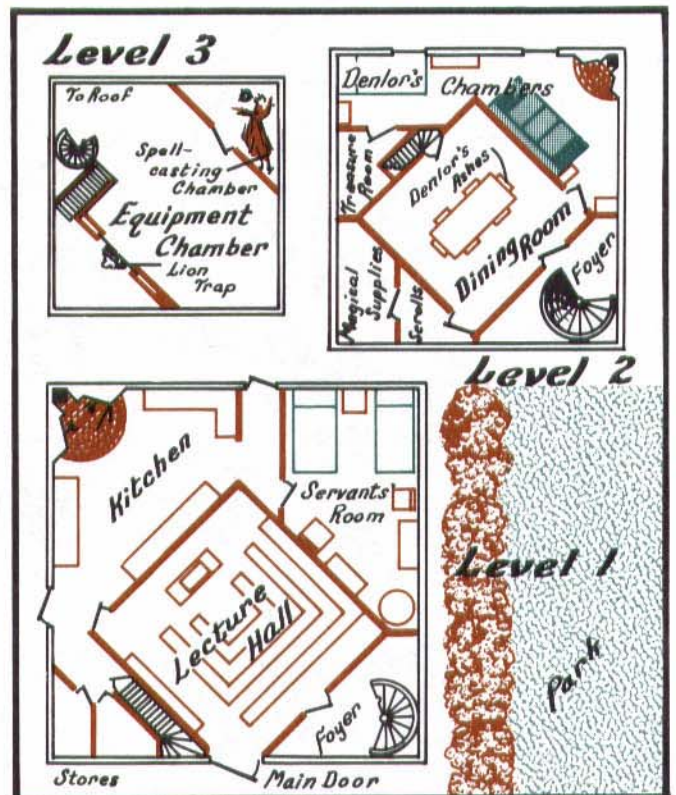 Level 3
To Roof
Spell-
casting
Chamber
Equipment
Chamber
Lion
Trap
Denlor's
Chambers
Treasure
Room
Denlor's
Ashes
Dining Room
Foyer
Magical
Supplies
Scrolls
Level 2
Kitchen
Servants'
Room
Lecture
Hall
Foyer
Stores
Main Door
Level 1
Park